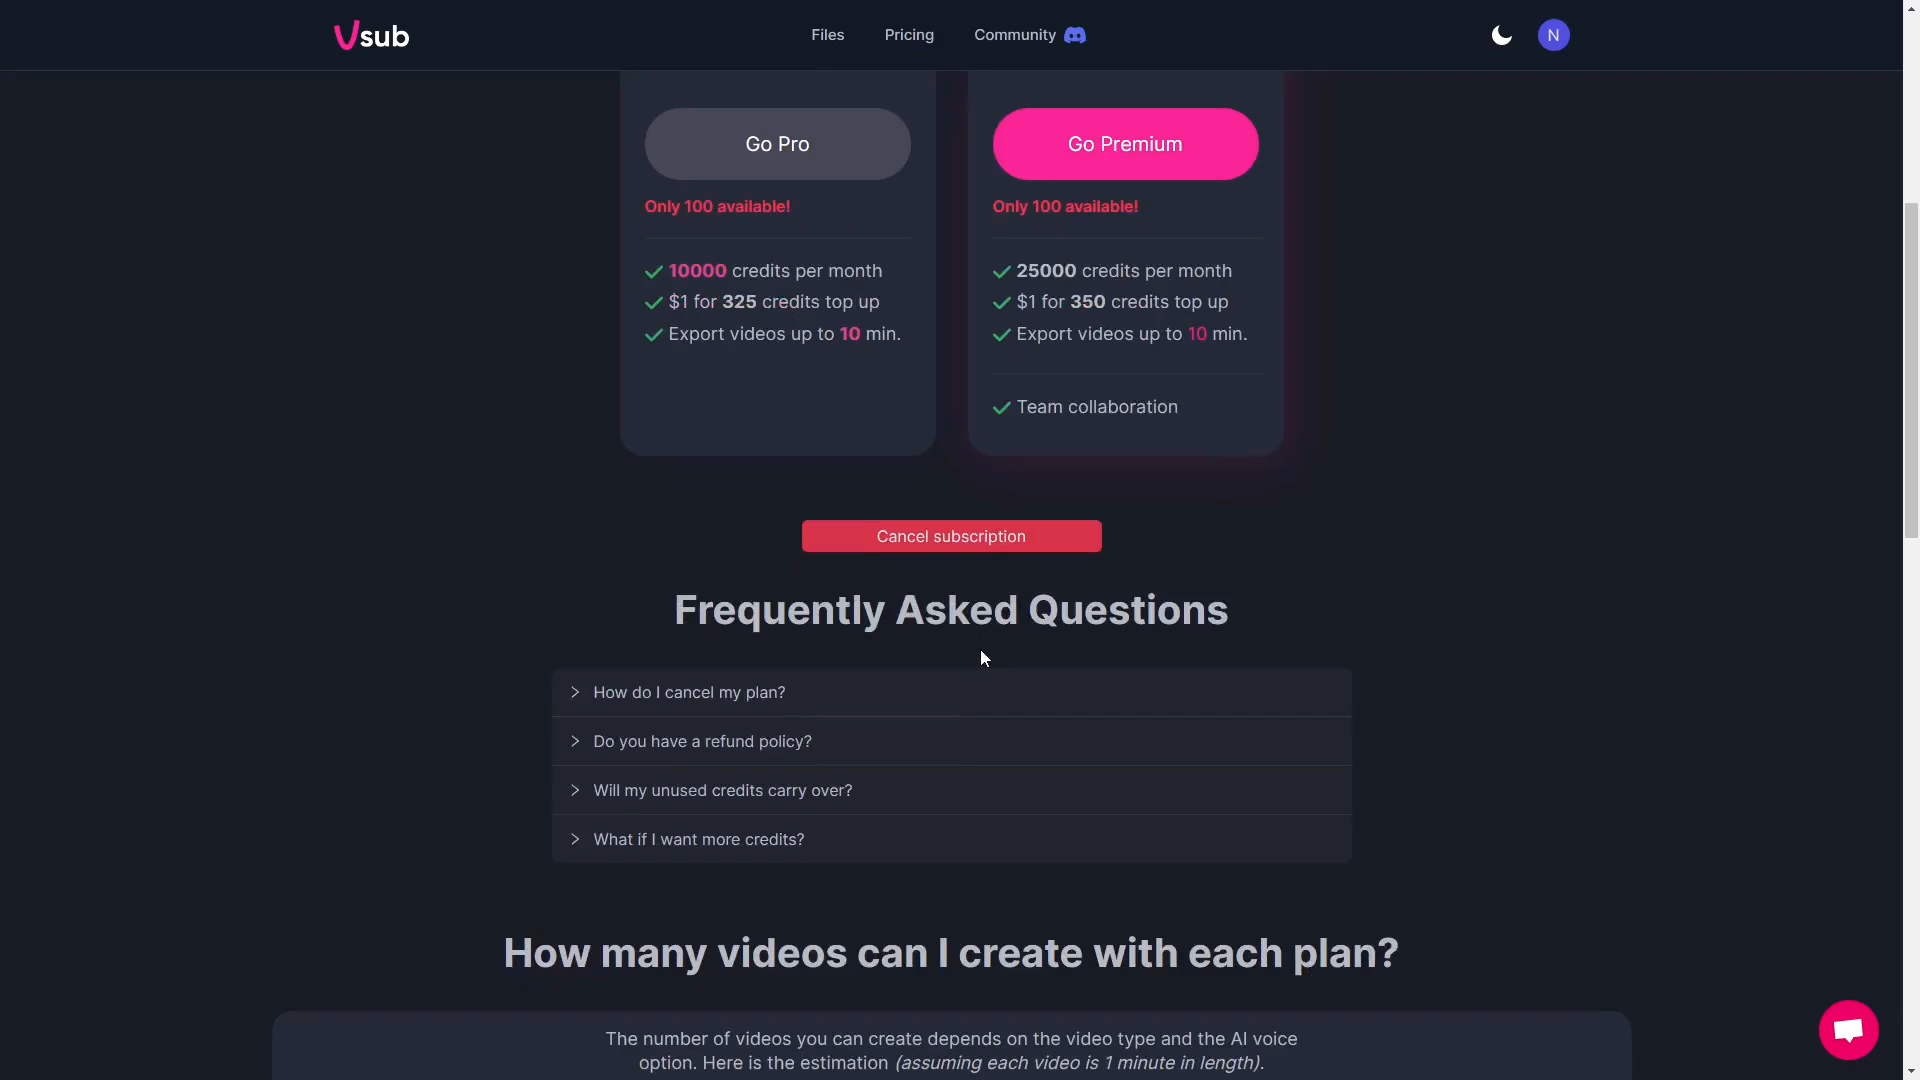 Vsub
Files
Pricing
Community
N
Go Pro
Only 100 available!
10000 credits per month
$1 for 325 credits top up
Export videos up to 10 min.
Go Premium
Only 100 available!
25000 credits per month
$1 for 350 credits top up
Export videos up to 10 min.
Team collaboration
Cancel subscription
Frequently Asked Questions
How do I cancel my plan?
Do you have a refund policy?
Will my unused credits carry over?
What if I want more credits?
How many videos can I create with each plan?
The number of videos you can create depends on the video type and the AI voice
option. Here is the estimation (assuming each video is 1 minute in length).